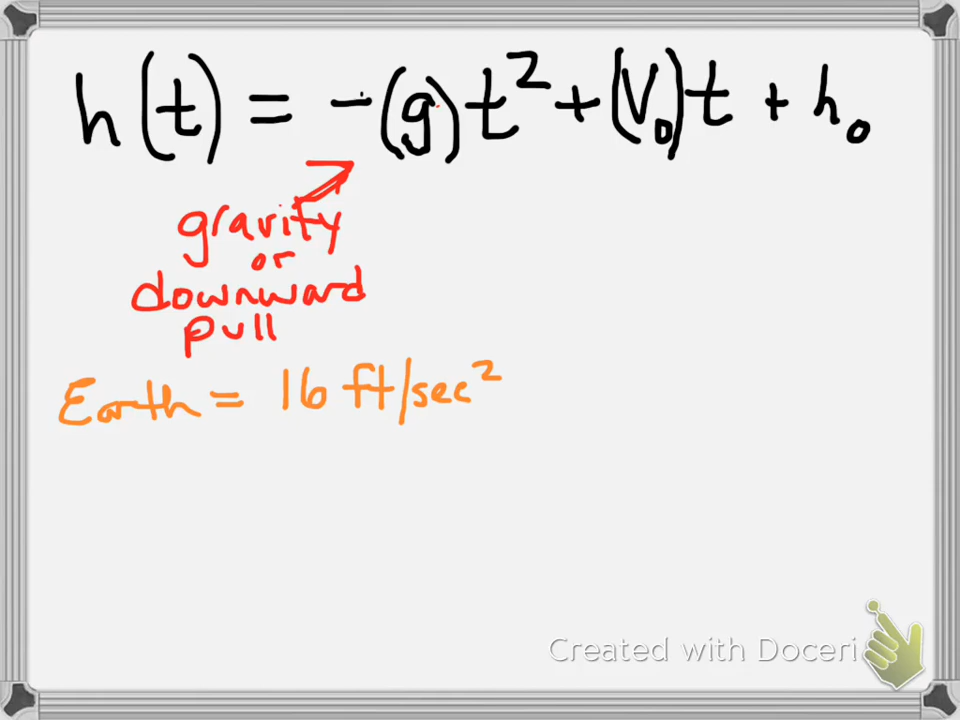 h(t) = -(g)t² + (V₀)t + h₀
gravity
or
downward
pull
Earth = 16 ft/sec²
Created with Doceri